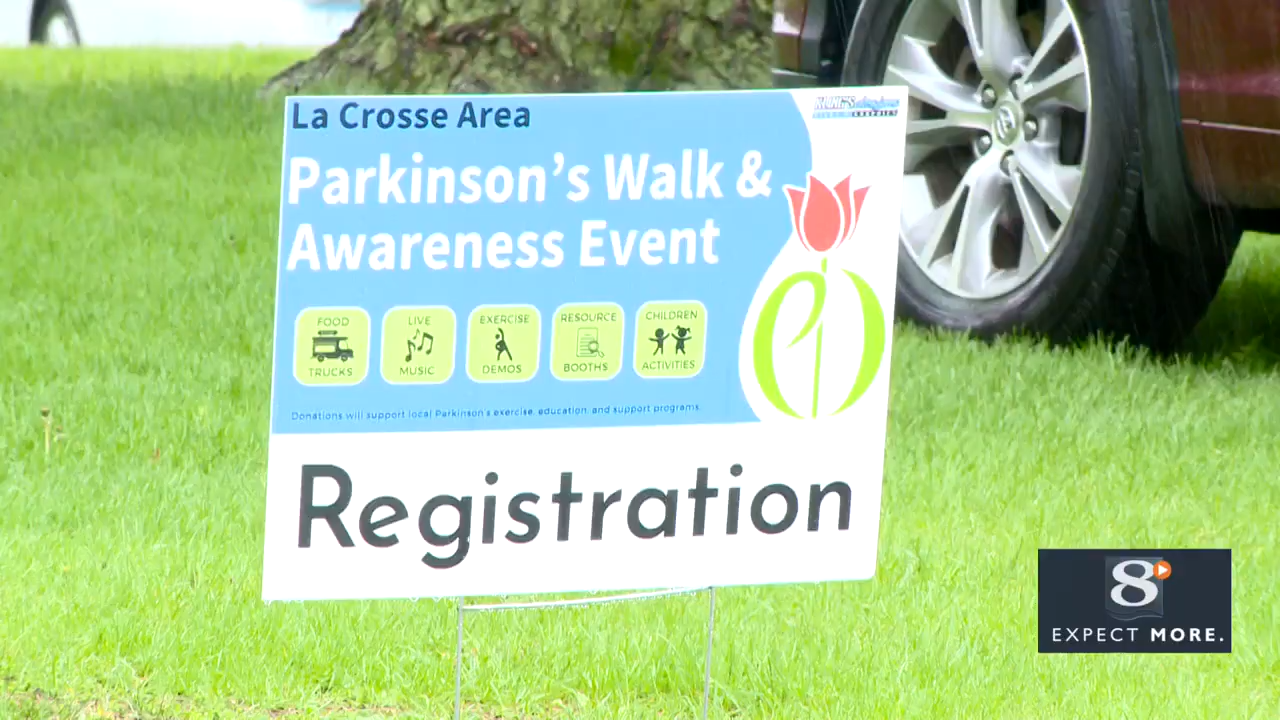 La Crosse Area
Parkinson's Walk &
Awareness Event
FOOD
TRUCKS
LIVE
MUSIC
EXERCISE
DEMOS
RESOURCE
BOOTHS
CHILDREN
ACTIVITIES
Donations will support local Parkinson's exercise, education, and support programs.
Registration
8
EXPECT MORE.